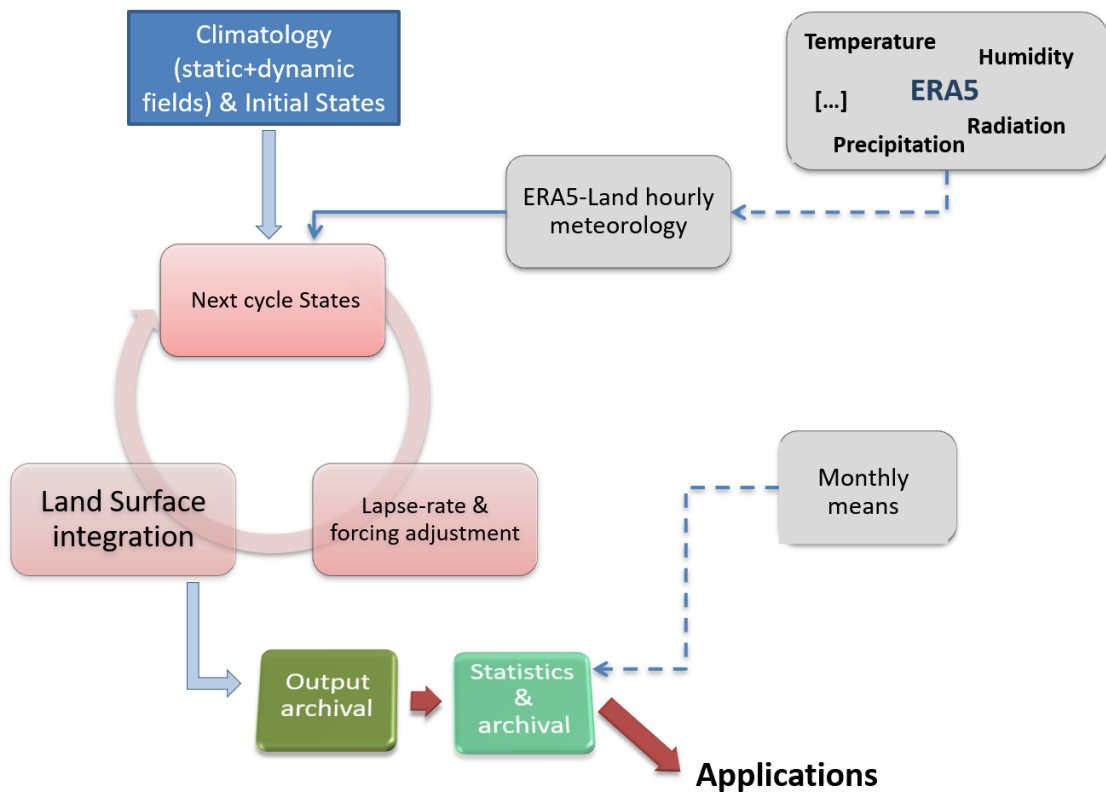 Climatology
(static+dynamic
fields) & Initial States
Temperature
Humidity
[...]
ERA5
Radiation
Precipitation
ERA5-Land hourly
meteorology
Next cycle States
Land Surface
integration
Lapse-rate &
forcing adjustment
Monthly
means
Output
archival
Statistics
&
archival
Applications